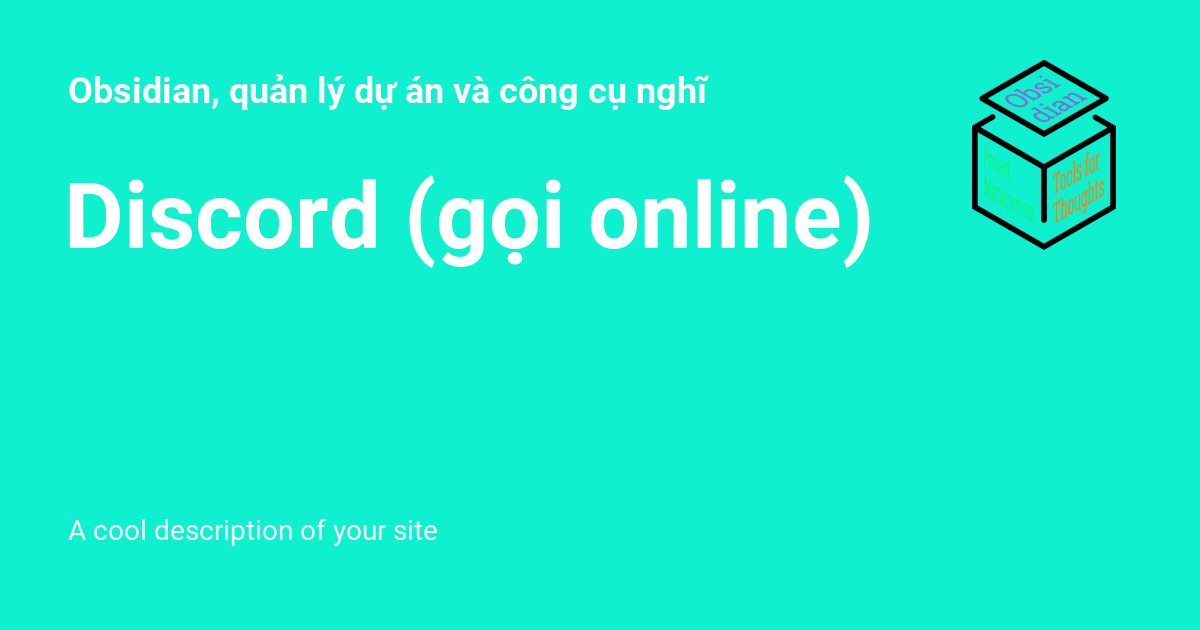 Obsidian, quản lý dự án và công cụ nghĩ
Obsi
dian
Discord (gọi online)
Project
Management
Tools for
Thoughts
A cool description of your site